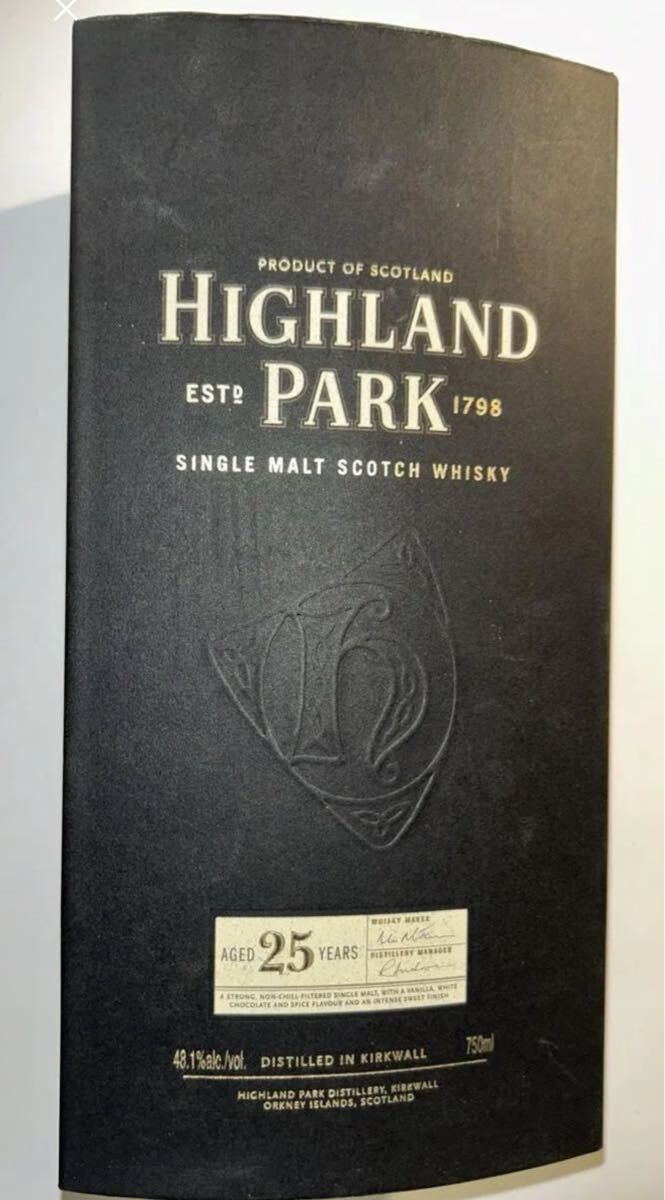 PRODUCT OF SCOTLAND
HIGHLAND
ESTD PARK 1798
SINGLE MALT SCOTCH WHISKY
h
AGED 25 YEARS
WHISKY MAKER
DISTILLERY MANAGER
A STRONG, NON-CHILL-FILTERED SINGLE MALT, WITH A VANILLA, WHITE
CHOCOLATE AND SPICE FLAVOUR AND AN INTENSE SWEET FINISH
48.1%alc./vol. DISTILLED IN KIRKWALL 750ml
HIGHLAND PARK DISTILLERY, KIRKWALL
ORKNEY ISLANDS, SCOTLAND